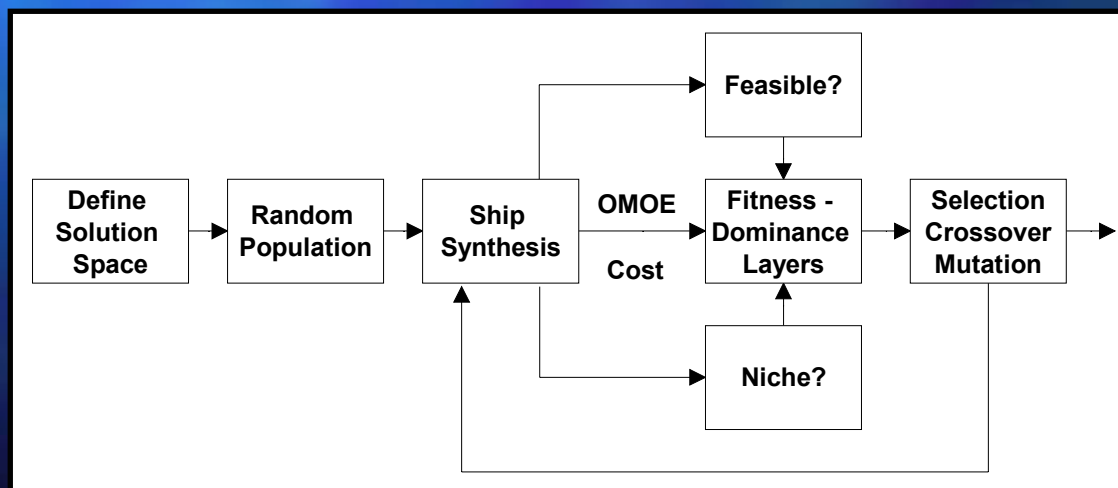 Feasible?
Define
Solution
Space
Random
Population
Ship
Synthesis
OMOE
Cost
Fitness -
Dominance
Layers
Selection
Crossover
Mutation
Niche?